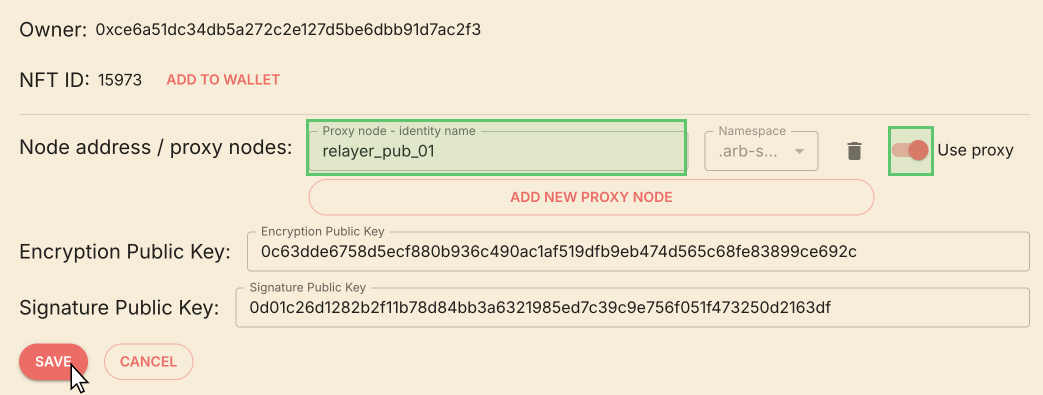 Owner: 0xce6a51dc34db5a272c2e127d5be6dbb91d7ac2f3
NFT ID: 15973 ADD TO WALLET
Proxy node - identity name
Namespace
Node address / proxy nodes: relayer_pub_01 .arb-s... Use proxy
ADD NEW PROXY NODE
Encryption Public Key
Encryption Public Key: 0c63dde6758d5ecf880b936c490ac1af519dfb9eb474d565c68fe83899ce692c
Signature Public Key
Signature Public Key: 0d01c26d1282b2f11b78d84bb3a6321985ed7c39c9e756f051f473250d2163df
SAVE CANCEL